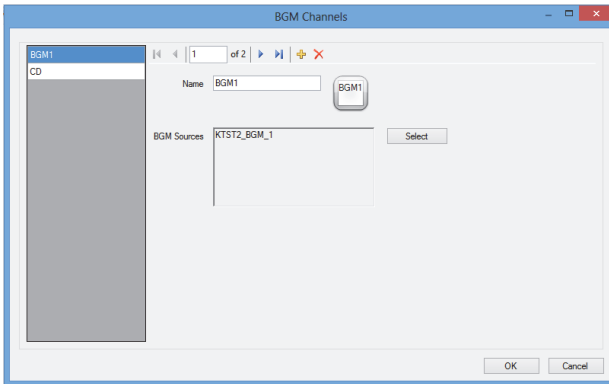 BGM Channels
BGM1
CD
1 of 2
Name BGM1
BGM1
BGM Sources KTST2_BGM_1
Select
OK Cancel